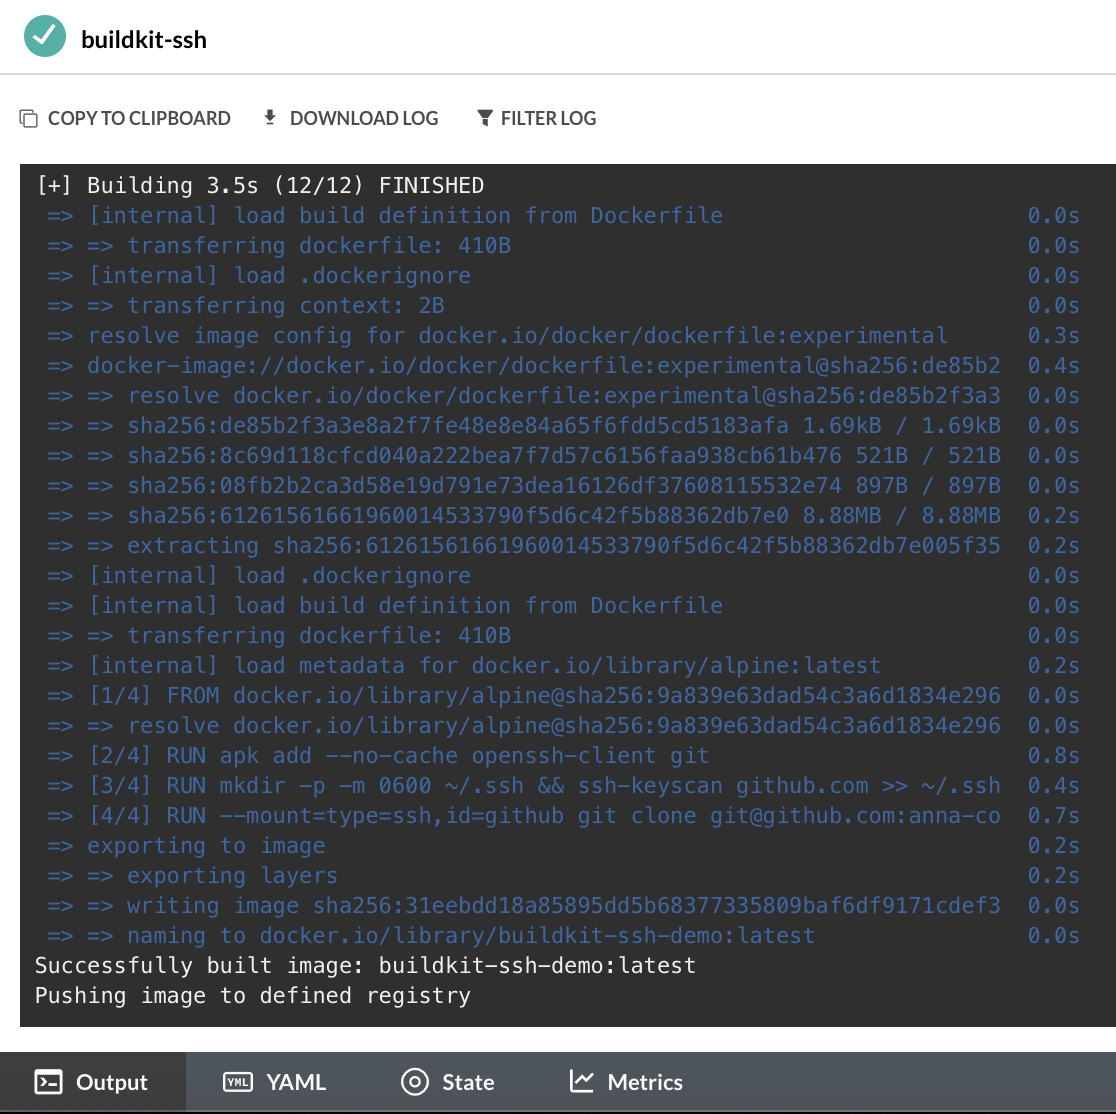 buildkit-ssh
COPY TO CLIPBOARD DOWNLOAD LOG FILTER LOG
[+] Building 3.5s (12/12) FINISHED
=> [internal] load build definition from Dockerfile 0.0s
=> => transferring dockerfile: 410B 0.0s
=> [internal] load .dockerignore 0.0s
=> => transferring context: 2B 0.0s
=> resolve image config for docker.io/docker/dockerfile:experimental 0.3s
=> docker-image://docker.io/docker/dockerfile:experimental@sha256:de85b2 0.4s
=> => resolve docker.io/docker/dockerfile:experimental@sha256:de85b2f3a3 0.0s
=> => sha256:de85b2f3a3e8a2f7fe48e8e84a65f6fdd5cd5183afa 1.69kB / 1.69kB 0.0s
=> => sha256:8c69d118cfcd040a222bea7f7d57c6156faa938cb61b476 521B / 521B 0.0s
=> => sha256:08fb2b2ca3d58e19d791e73dea16126df37608115532e74 897B / 897B 0.0s
=> => sha256:612615616619600145337​90f5d6c42f5b88362db7e0 8.88MB / 8.88MB 0.2s
=> => extracting sha256:61261561661960014533790f5d6c42f5b88362db7e005f35 0.2s
=> [internal] load .dockerignore 0.0s
=> [internal] load build definition from Dockerfile 0.0s
=> => transferring dockerfile: 410B 0.0s
=> [internal] load metadata for docker.io/library/alpine:latest 0.2s
=> [1/4] FROM docker.io/library/alpine@sha256:9a839e63dad54c3a6d1834e296 0.0s
=> => resolve docker.io/library/alpine@sha256:9a839e63dad54c3a6d1834e296 0.0s
=> [2/4] RUN apk add --no-cache openssh-client git 0.8s
=> [3/4] RUN mkdir -p -m 0600 ~/.ssh && ssh-keyscan github.com >> ~/.ssh 0.4s
=> [4/4] RUN --mount=type=ssh,id=github git clone git@github.com:anna-co 0.7s
=> exporting to image 0.2s
=> => exporting layers 0.2s
=> => writing image sha256:31eebdd18a85895dd5b68377335809baf6df9171cdef3 0.0s
=> => naming to docker.io/library/buildkit-ssh-demo:latest 0.0s
Successfully built image: buildkit-ssh-demo:latest
Pushing image to defined registry
Output YML YAML State Metrics